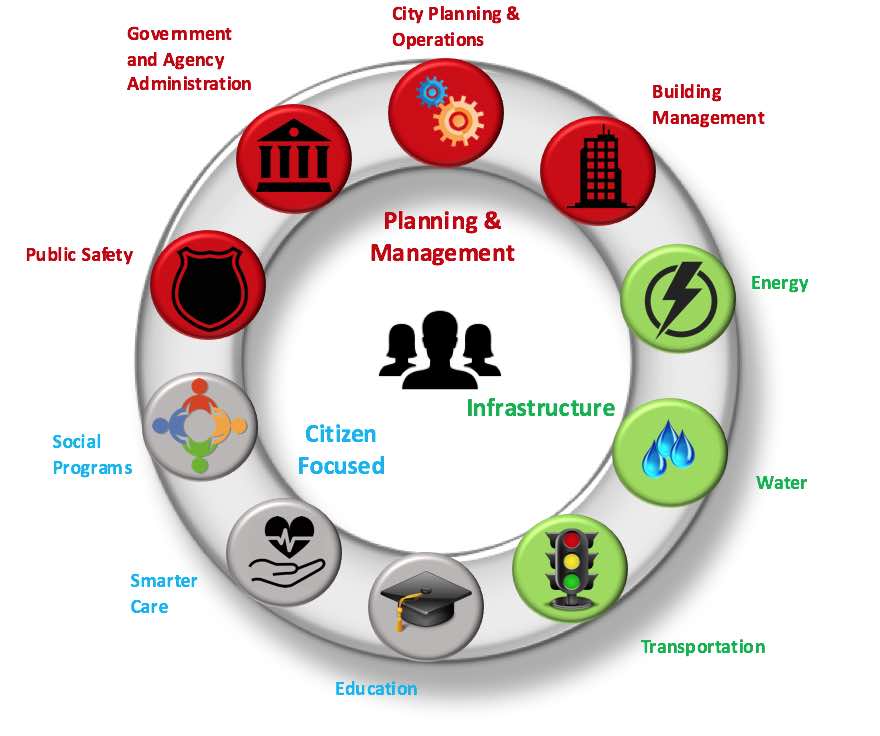 City Planning &
Operations
Government
and Agency
Administration
Building
Management
Planning &
Management
Public Safety
Energy
Infrastructure
Citizen
Focused
Social
Programs
Water
Smarter
Care
Transportation
Education